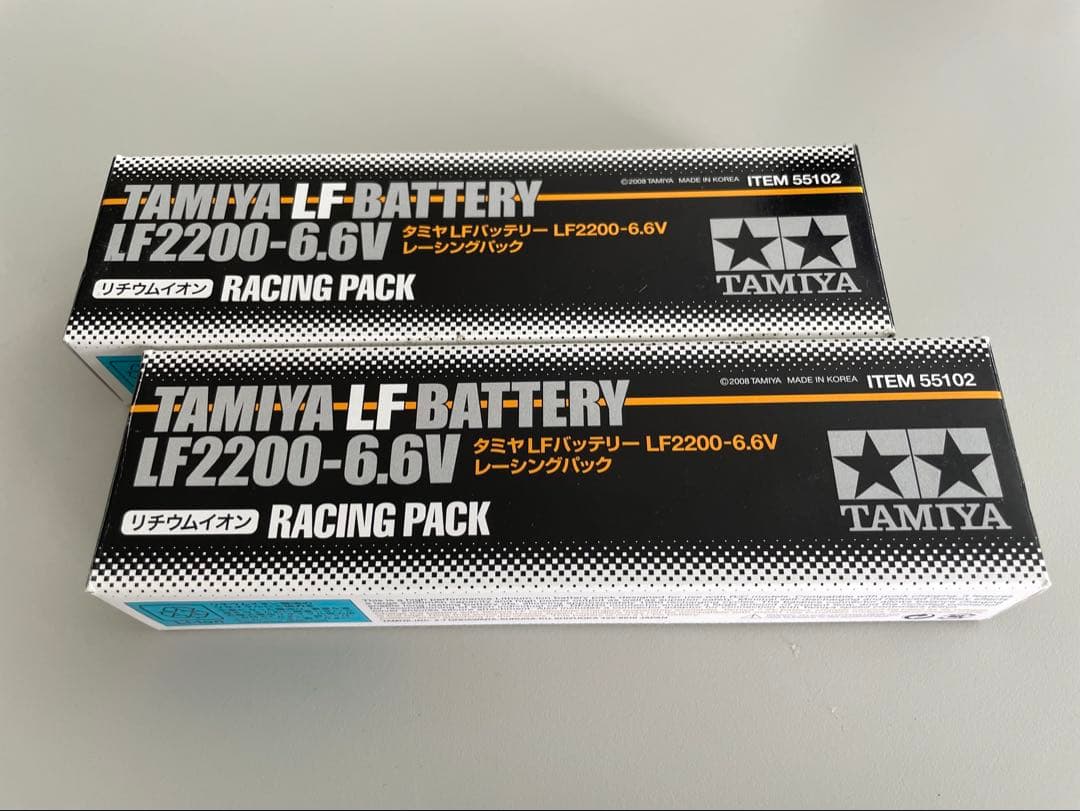 ©2008 TAMIYA MADE IN KOREA ITEM 55102
TAMIYA LF BATTERY
LF2200-6.6V タミヤLFバッテリー LF2200-6.6V
レーシングパック
リチウムイオン RACING PACK
TAMIYA
©2008 TAMIYA MADE IN KOREA ITEM 55102
TAMIYA LF BATTERY
LF2200-6.6V タミヤLFバッテリー LF2200-6.6V
レーシングパック
リチウムイオン RACING PACK
TAMIYA